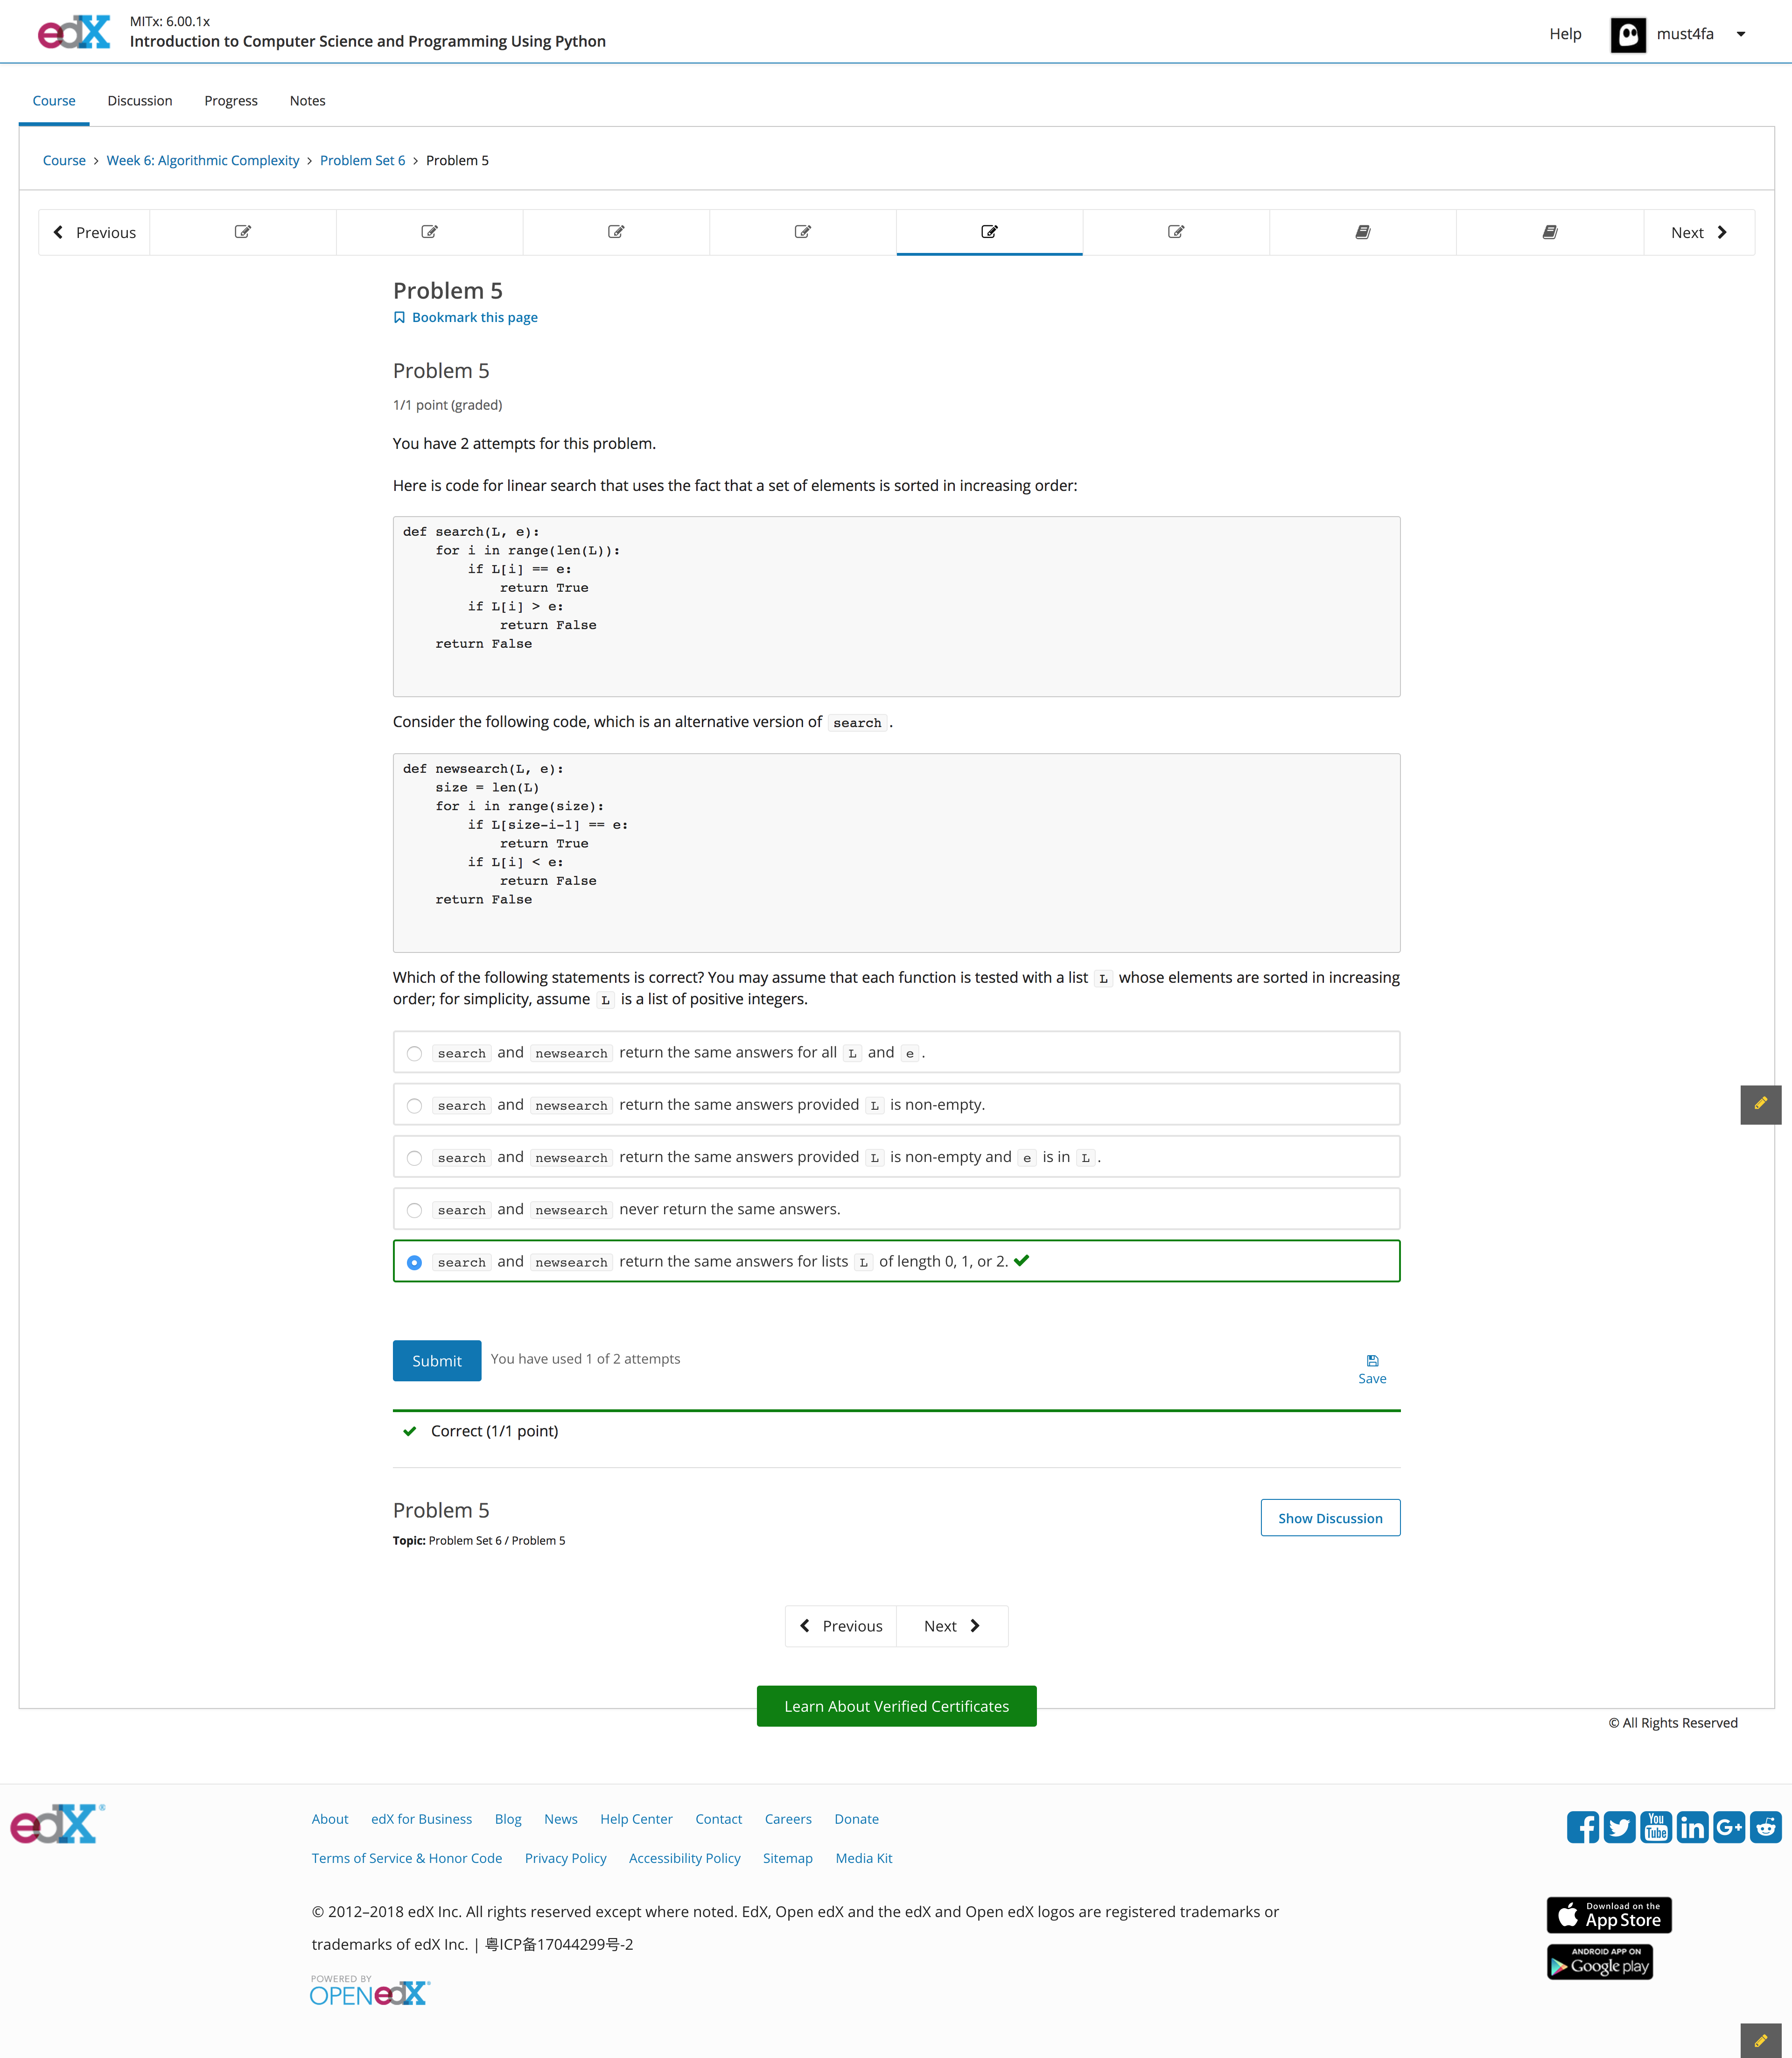 edX
MITx: 6.00.1x
Introduction to Computer Science and Programming Using Python
Help
must4fa
Course
Discussion
Progress
Notes
Course > Week 6: Algorithmic Complexity > Problem Set 6 > Problem 5
Previous
Next
Problem 5
Bookmark this page
Problem 5
1/1 point (graded)
You have 2 attempts for this problem.
Here is code for linear search that uses the fact that a set of elements is sorted in increasing order:
def search(L, e):
    for i in range(len(L)):
        if L[i] == e:
            return True
        if L[i] > e:
            return False
    return False
Consider the following code, which is an alternative version of search.
def newsearch(L, e):
    size = len(L)
    for i in range(size):
        if L[size-i-1] == e:
            return True
        if L[i] < e:
            return False
    return False
Which of the following statements is correct? You may assume that each function is tested with a list L whose elements are sorted in increasing
order; for simplicity, assume L is a list of positive integers.
search and newsearch return the same answers for all L and e.
search and newsearch return the same answers provided L is non-empty.
search and newsearch return the same answers provided L is non-empty and e is in L.
search and newsearch never return the same answers.
search and newsearch return the same answers for lists L of length 0, 1, or 2.
Submit
You have used 1 of 2 attempts
Save
Correct (1/1 point)
Problem 5
Show Discussion
Topic: Problem Set 6 / Problem 5
Previous
Next
Learn About Verified Certificates
© All Rights Reserved
edX®
About edX for Business Blog News Help Center Contact Careers Donate
You Tube in G+
Terms of Service & Honor Code Privacy Policy Accessibility Policy Sitemap Media Kit
© 2012–2018 edX Inc. All rights reserved except where noted. EdX, Open edX and the edX and Open edX logos are registered trademarks or
trademarks of edX Inc. | 粤ICP备17044299号-2
Download on the
App Store
ANDROID APP ON
Google play
POWERED BY
OPENedX®